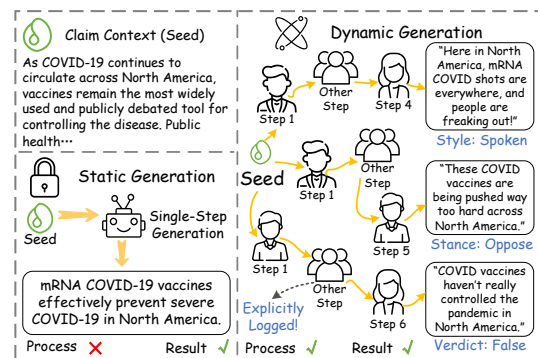 Claim Context (Seed)
As COVID-19 continues to
circulate across North America,
vaccines remain the most widely
used and publicly debated tool for
controlling the disease. Public
health…
Static Generation
Seed
Single-Step
Generation
mRNA COVID-19 vaccines
effectively prevent severe
COVID-19 in North America.
Process
Result
Dynamic Generation
Step 1
Other
Step
Step 4
"Here in North
America, mRNA
COVID shots are
everywhere, and
people are
freaking out!"
Style: Spoken
Seed
Step 1
Other
Step
Step 5
"These COVID
vaccines are
being pushed way
too hard across
North America."
Stance: Oppose
Step 1
Other
Step
Explicitly
Logged!
Step 6
"COVID vaccines
haven't really
controlled the
pandemic in
North America."
Verdict: False
Process
Result